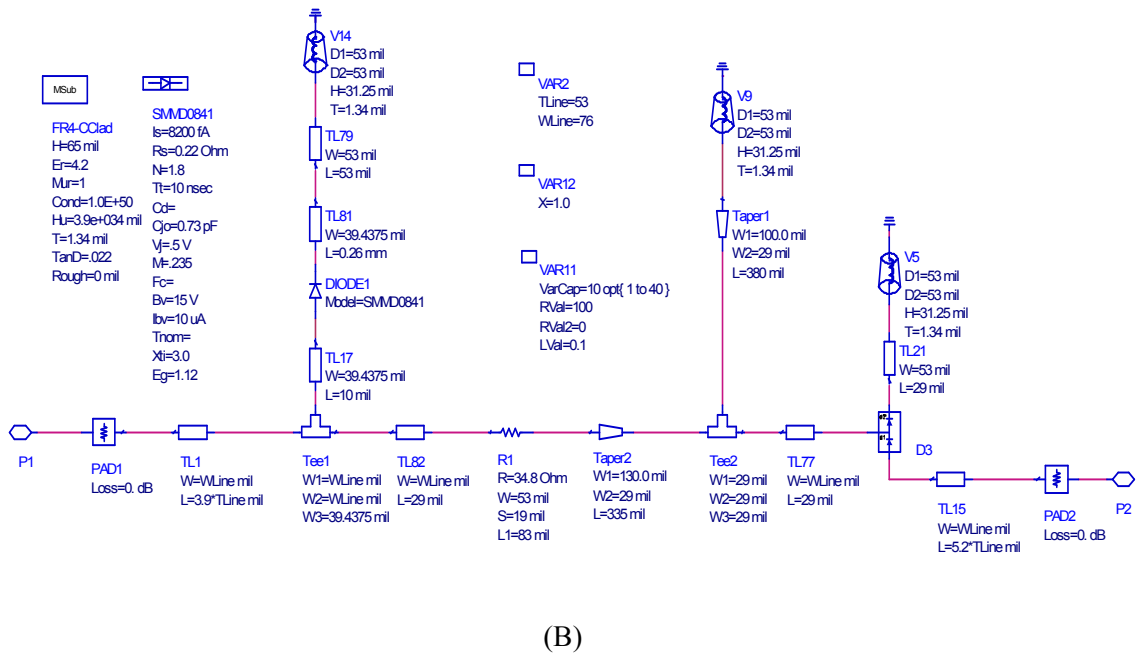 V14
D1=53 mil
D2=53 mil
H=31.25 mil
T=1.34 mil
MSub
FR4-CClad
H=65 mil
Er=4.2
Mur=1
Cond=1.0E+50
Hu=3.9e+034 mil
T=1.34 mil
TanD=.022
Rough=0 mil
SMMD0841
Is=8200 fA
Rs=0.22 Ohm
N=1.8
Tt=10 nsec
Cd=
Cjo=0.73 pF
Vj=.5 V
M=.235
Fc=
Bv=15 V
Ibv=10 uA
Tnom=
Xti=3.0
Eg=1.12
TL79
W=53 mil
L=53 mil
TL81
W=39.4375 mil
L=0.26 mm
DIODE1
Model=SMMD0841
TL17
W=39.4375 mil
L=10 mil
VAR2
TLine=53
WLine=76
VAR12
X=1.0
VAR11
VarCap=10 opt{ 1 to 40 }
RVal=100
RVal2=0
LVal=0.1
V9
D1=53 mil
D2=53 mil
H=31.25 mil
T=1.34 mil
Taper1
W1=100.0 mil
W2=29 mil
L=380 mil
V5
D1=53 mil
D2=53 mil
H=31.25 mil
T=1.34 mil
TL21
W=53 mil
L=29 mil
P1
PAD1
Loss=0. dB
TL1
W=WLine mil
L=3.9*TLine mil
Tee1
W1=WLine mil
W2=WLine mil
W3=39.4375 mil
TL82
W=WLine mil
L=29 mil
R1
R=34.8 Ohm
W=53 mil
S=19 mil
L1=83 mil
Taper2
W1=130.0 mil
W2=29 mil
L=335 mil
Tee2
W1=29 mil
W2=29 mil
W3=29 mil
TL77
W=WLine mil
L=29 mil
D3
TL15
W=WLine mil
L=5.2*TLine mil
PAD2
Loss=0. dB
P2
(B)